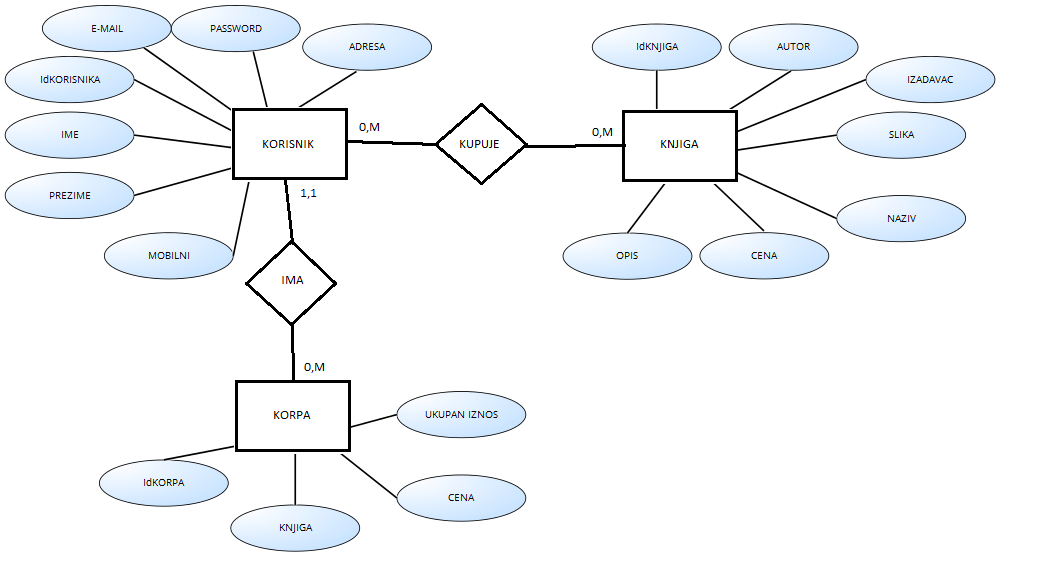 E-MAIL
PASSWORD
ADRESA
IdKNJIGA
AUTOR
IdKORISNIKA
IZADAVAC
IME
0,M
0,M
SLIKA
KORISNIK
KUPUJE
KNJIGA
PREZIME
1,1
NAZIV
MOBILNI
OPIS
CENA
IMA
0,M
KORPA
UKUPAN IZNOS
IdKORPA
CENA
KNJIGA